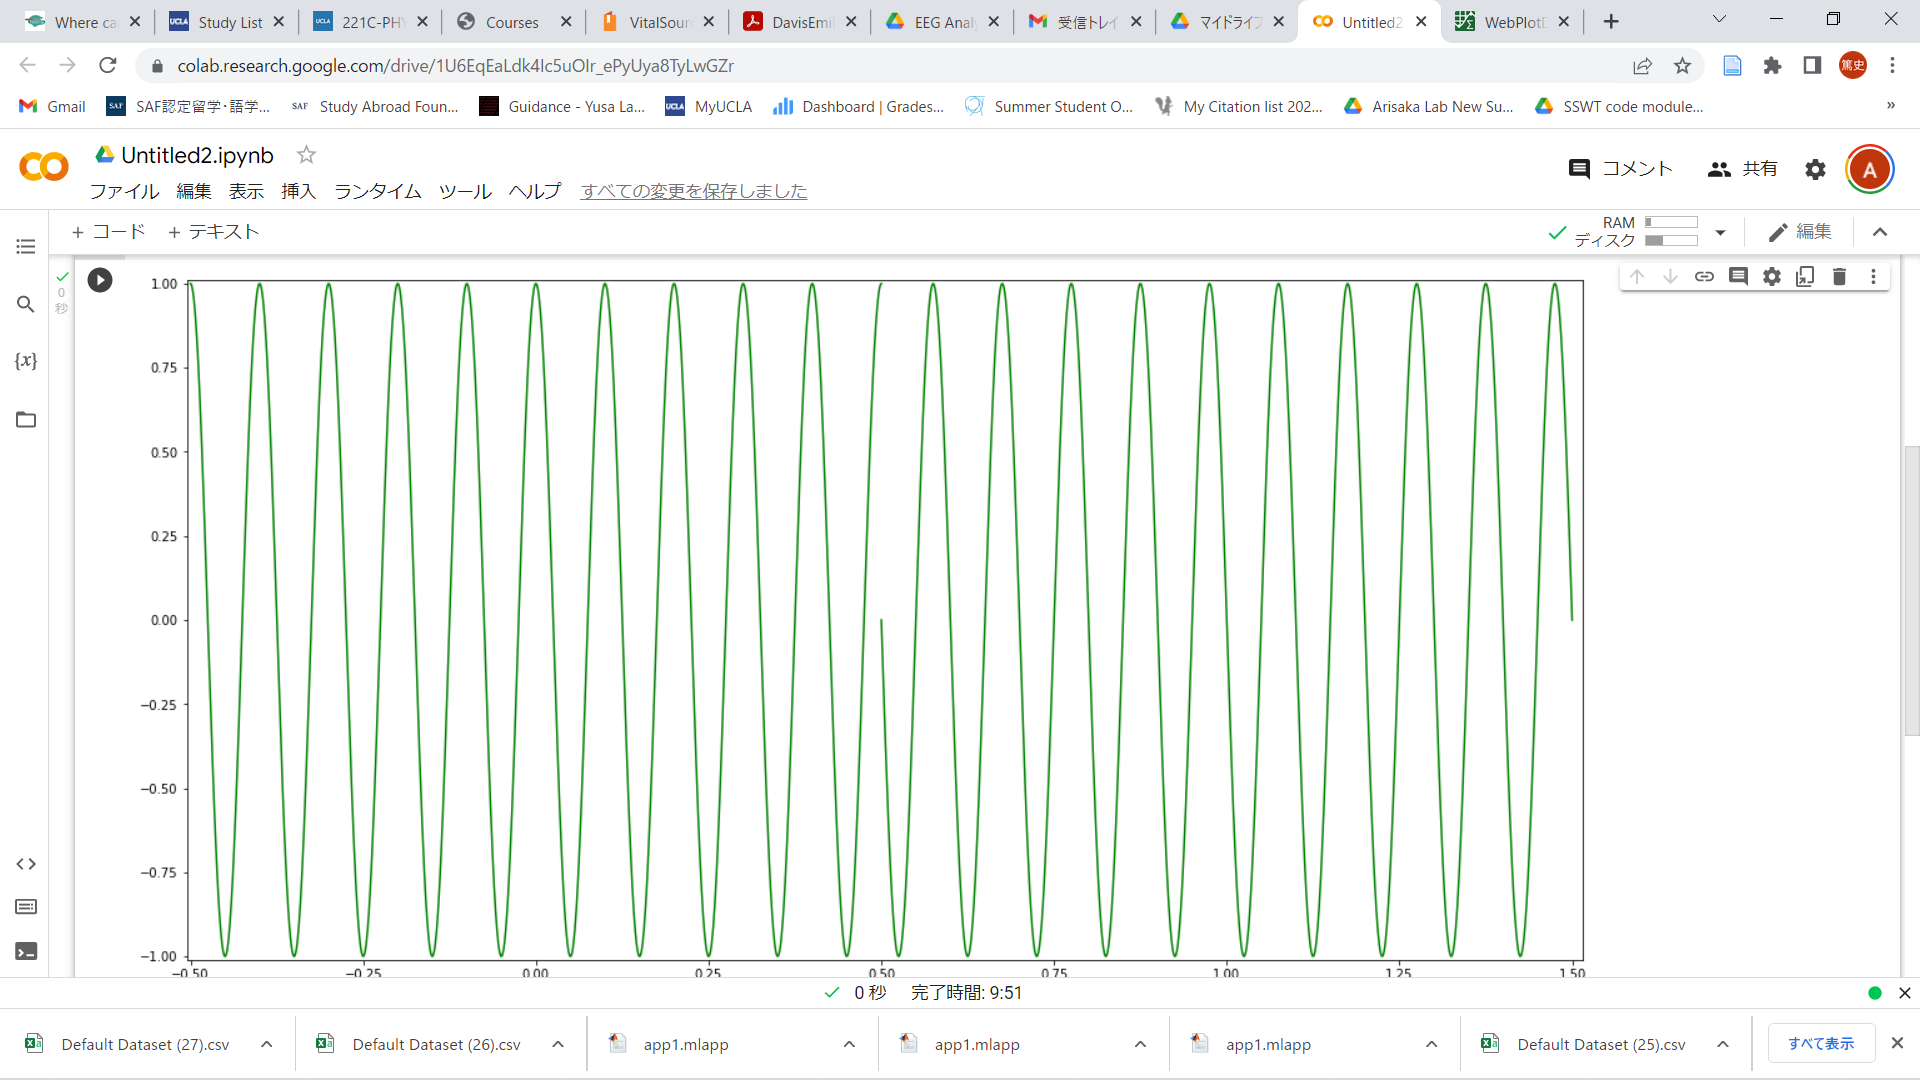 Where ca
Study List
221C-PHY
Courses
VitalSour
DavisEmil
EEG Anal
受信トレイ
マイドライブ
Untitled2
WebPlotD
colab.research.google.com/drive/1U6EqEaLdk4Ic5uOIr_ePyUya8TyLwGZr
篤史
Gmail
SAF認定留学・語学...
Study Abroad Foun...
Guidance - Yusa La...
MyUCLA
Dashboard | Grades...
Summer Student O...
My Citation list 202...
Arisaka Lab New Su...
SSWT code module...
»
Untitled2.ipynb
コメント
共有
A
ファイル 編集 表示 挿入 ランタイム ツール ヘルプ すべての変更を保存しました
+ コード + テキスト
RAM
ディスク
編集
{x}
0
秒
1.00
0.75
0.50
0.25
0.00
−0.25
−0.50
−0.75
−1.00
−0.50 −0.25 0.00 0.25 0.50 0.75 1.00 1.25 1.50
0 秒 完了時間: 9:51
Default Dataset (27).csv
Default Dataset (26).csv
app1.mlapp
app1.mlapp
app1.mlapp
Default Dataset (25).csv
すべて表示